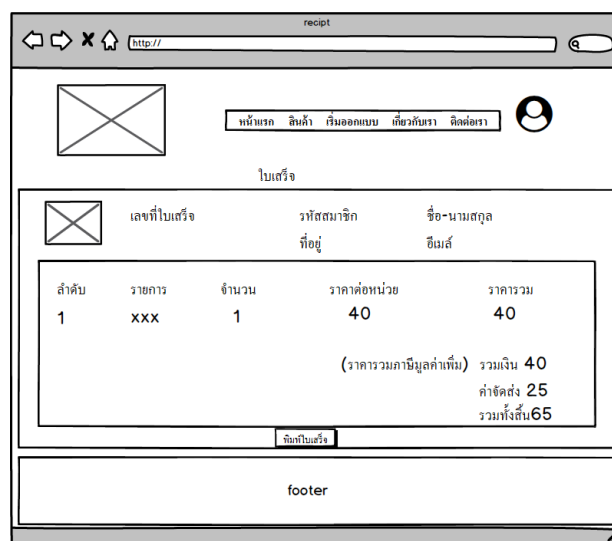 recipt
http://
หน้าแรก สินค้า เริ่มออกแบบ เกี่ยวกับเรา ติดต่อเรา
ใบเสร็จ
เลขที่ใบเสร็จ รหัสสมาชิก ชื่อ-นามสกุล
ที่อยู่ อีเมล์
ลำดับ รายการ จำนวน ราคาต่อหน่วย ราคารวม
1 xxx 1 40 40
(ราคารวมภาษีมูลค่าเพิ่ม) รวมเงิน 40
ค่าจัดส่ง 25
รวมทั้งสิ้น65
พิมพ์ใบเสร็จ
footer